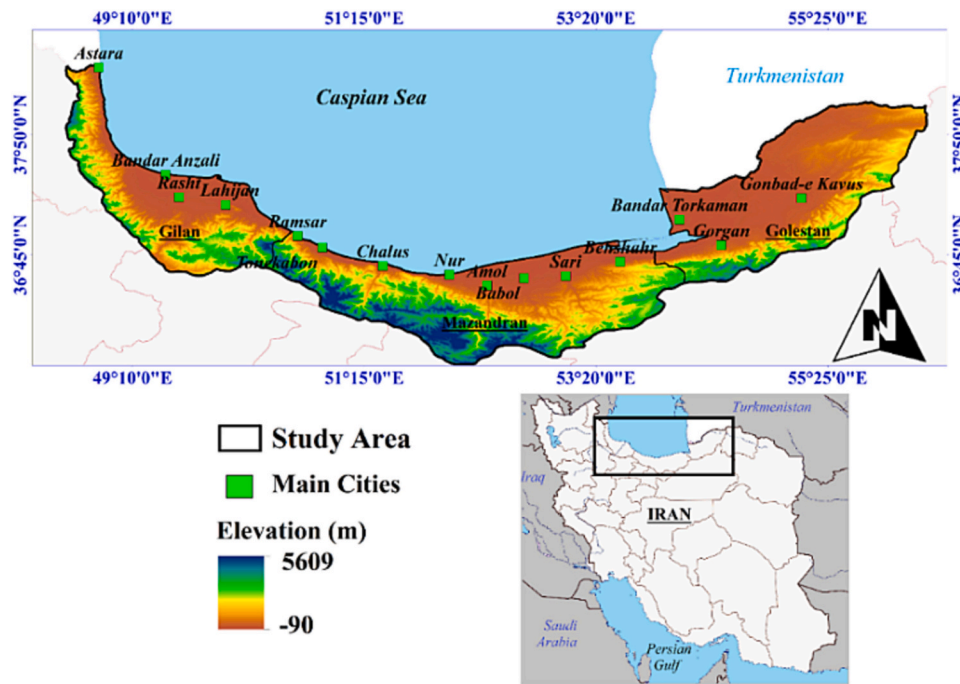 49°10'0"E 51°15'0"E 53°20'0"E 55°25'0"E
Astara
Turkmenistan
Caspian Sea
37°50'0"N
37°50'0"N
Bandar Anzali
Rasht
Lahijan
Gonbad-e Kavus
Bandar Torkaman
Ramsar
Gilan
Golestan
Gorgan
Behshahr
Chalus
Tonekabon
Nur
Amol
Sari
Babol
36°45'0"N
36°45'0"N
Mazandran
N
49°10'0"E 51°15'0"E 53°20'0"E 55°25'0"E
Study Area
Main Cities
Elevation (m)
5609
-90
Turkmenistan
Iraq
IRAN
Saudi
Arabia
Persian
Gulf